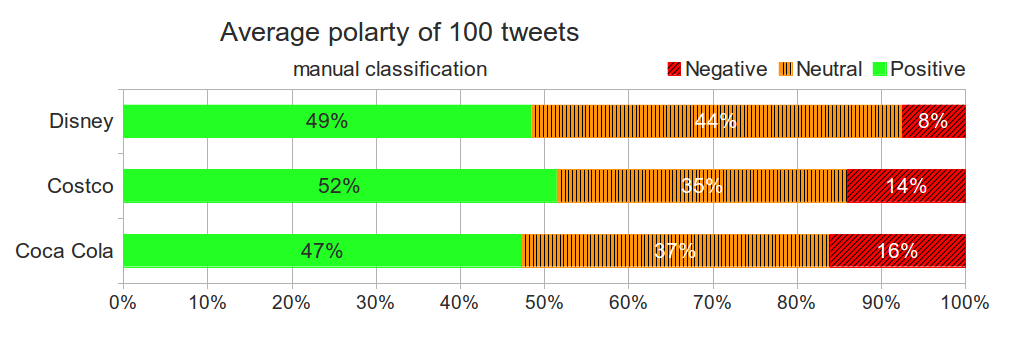 Average polarty of 100 tweets
manual classification
Negative Neutral Positive
Disney 49% 44% 8%
Costco 52% 35% 14%
Coca Cola 47% 37% 16%
0% 10% 20% 30% 40% 50% 60% 70% 80% 90% 100%